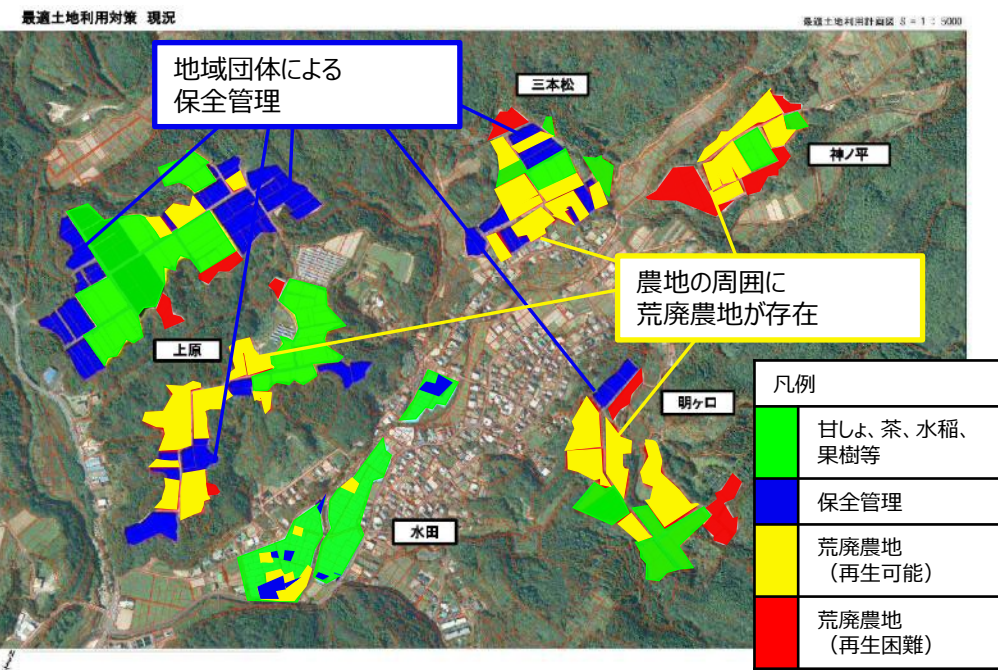 最適土地利用対策 現況
最適土地利用計画図 S = 1 : 5000
地域団体による
保全管理
三本松
神ノ平
農地の周囲に
荒廃農地が存在
上原
明ヶ口
水田
凡例
甘しょ、茶、水稲、
果樹等
保全管理
荒廃農地
（再生可能）
荒廃農地
（再生困難）